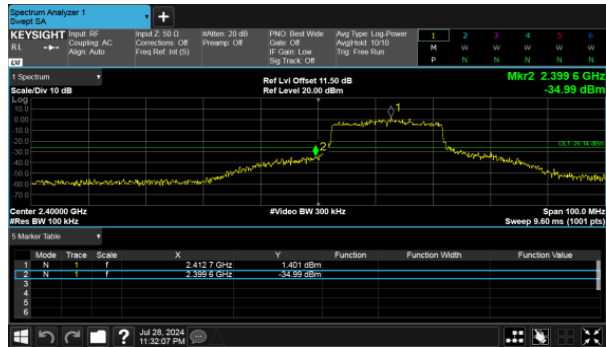 Spectrum Analyzer 1
Swept SA
+
KEYSIGHT Input: RF Input Z: 50 Ω #Atten: 20 dB PNO: Best Wide Avg Type: Log-Power 1 2 3 4 5 6
RL Coupling: AC Corrections: Off Preamp: Off Gate: Off Avg|Hold: 10/10 M W W W W W
Align: Auto Freq Ref: Int (S) IF Gain: Low Trig: Free Run
Sig Track: Off P N N N N N
LXI
1 Spectrum Ref Lvl Offset 11.50 dB Mkr2 2.399 6 GHz
Scale/Div 10 dB Ref Level 20.00 dBm -34.99 dBm
Log
10.0 1
0.00
-10.0
-20.0 DL1 -26.14 dBm
-30.0 2
-40.0
-50.0
-60.0
-70.0
Center 2.40000 GHz #Video BW 300 kHz Span 100.0 MHz
#Res BW 100 kHz Sweep 9.60 ms (1001 pts)
5 Marker Table
Mode Trace Scale X Y Function Function Width Function Value
1 N 1 f 2.412 7 GHz 1.401 dBm
2 N 1 f 2.399 6 GHz -34.99 dBm
3
4
5
6
? Jul 28, 2024
11:32:07 PM